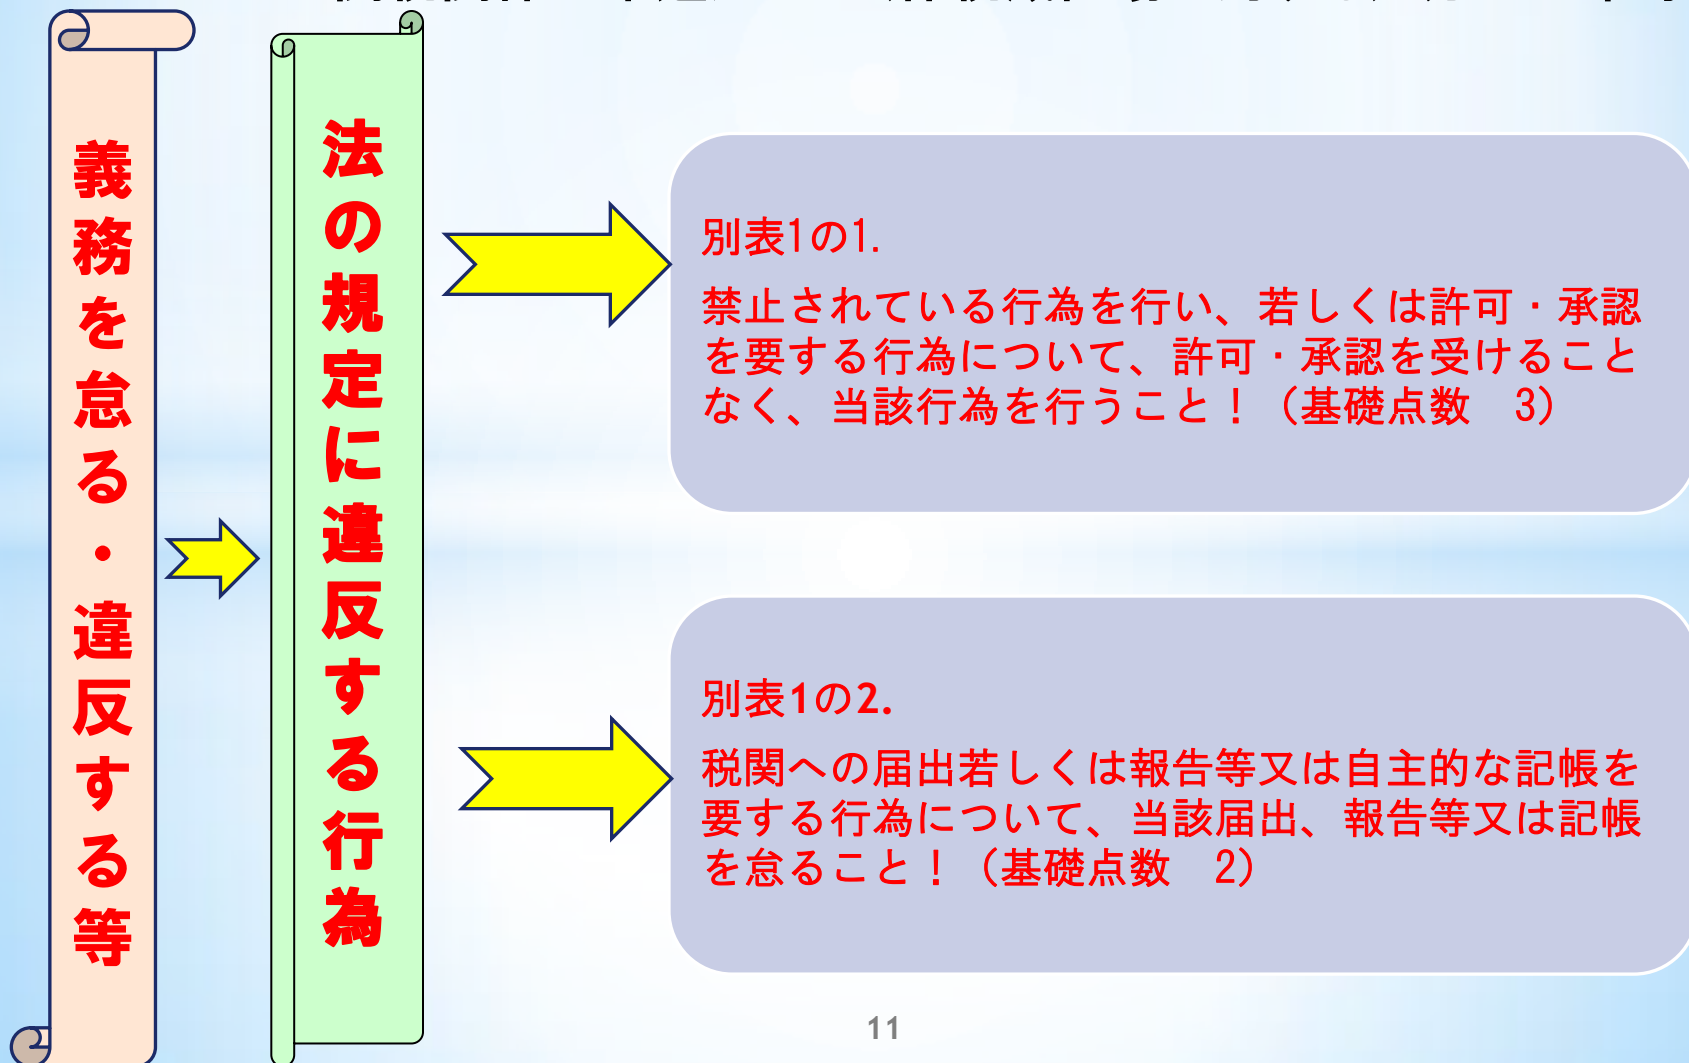 義務を怠る・違反する等
法の規定に違反する行為
別表1の1.
禁止されている行為を行い、若しくは許可・承認
を要する行為について、許可・承認を受けること
なく、当該行為を行うこと！（基礎点数　3）
別表1の2.
税関への届出若しくは報告等又は自主的な記帳を
要する行為について、当該届出、報告等又は記帳
を怠ること！（基礎点数　2）
11